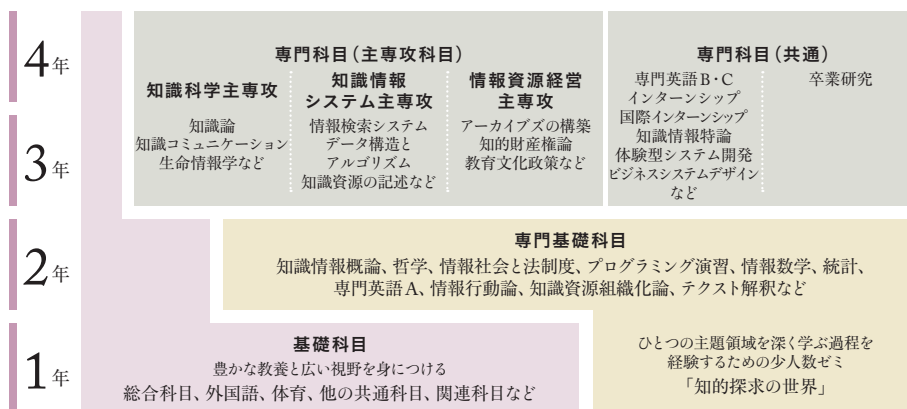 4年
3年
2年
1年
専門科目(主専攻科目)
知識科学主専攻
知識論
知識コミュニケーション
生命情報学など
知識情報
システム主専攻
情報検索システム
データ構造と
アルゴリズム
知識資源の記述など
情報資源経営
主専攻
アーカイブズの構築
知的財産権論
教育文化政策など
専門科目(共通)
専門英語B・C
インターンシップ
国際インターンシップ
知識情報特論
体験型システム開発
ビジネスシステムデザイン
など
卒業研究
専門基礎科目
知識情報概論、哲学、情報社会と法制度、プログラミング演習、情報数学、統計、
専門英語A、情報行動論、知識資源組織化論、テクスト解釈など
基礎科目
豊かな教養と広い視野を身につける
総合科目、外国語、体育、他の共通科目、関連科目など
ひとつの主題領域を深く学ぶ過程を
経験するための少人数ゼミ
「知的探求の世界」